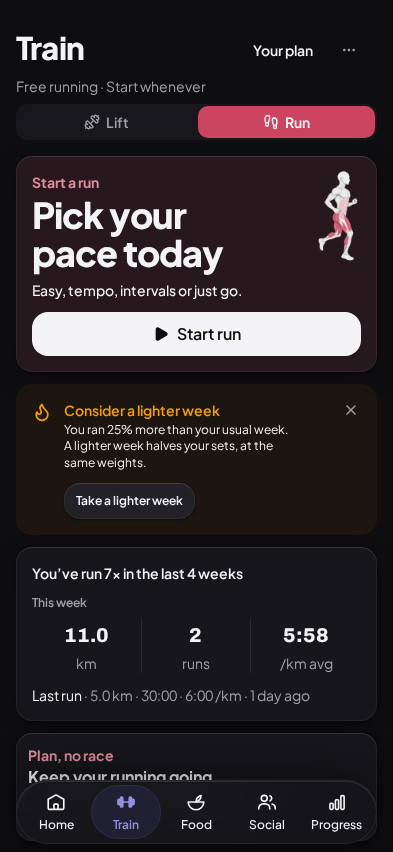 Train
Your plan
...
Free running · Start whenever
Lift
Run
Start a run
Pick your
pace today
Easy, tempo, intervals or just go.
Start run
Consider a lighter week
You ran 25% more than your usual week.
A lighter week halves your sets, at the
same weights.
Take a lighter week
You've run 7× in the last 4 weeks
This week
11.0
2
5:58
km
runs
/km avg
Last run · 5.0 km · 30:00 · 6:00 /km · 1 day ago
Plan, no race
Keep your running going
Home
Train
Food
Social
Progress